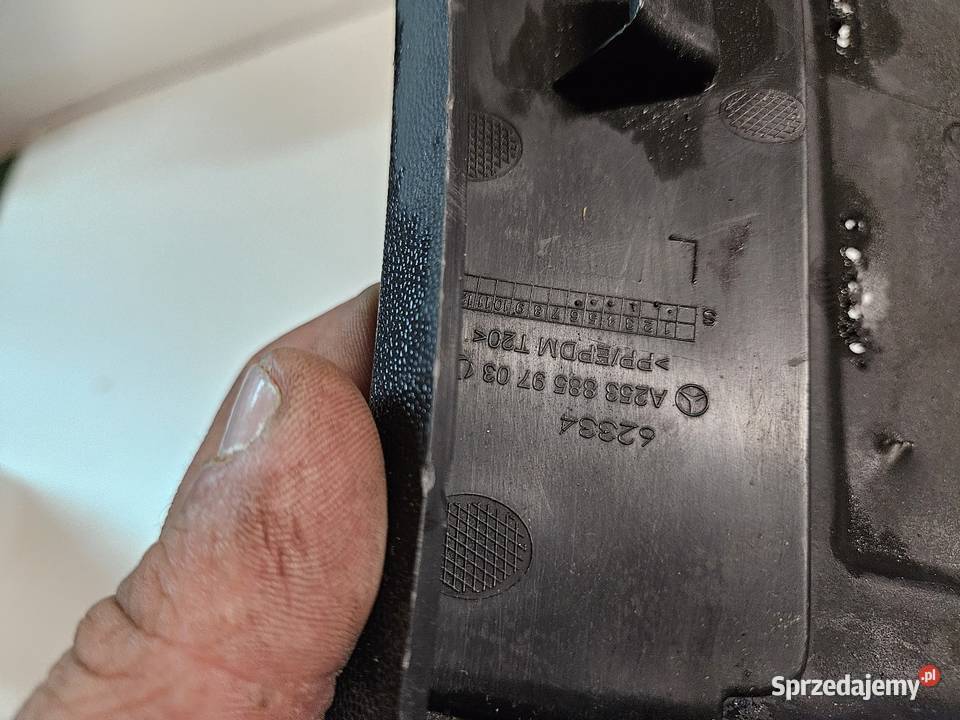 62334
A253 885 97 03
>PP/EPDM T20<
1 2 3 4 5 6 7 8 9 10 11 12
S
L
Sprzedajemy.pl